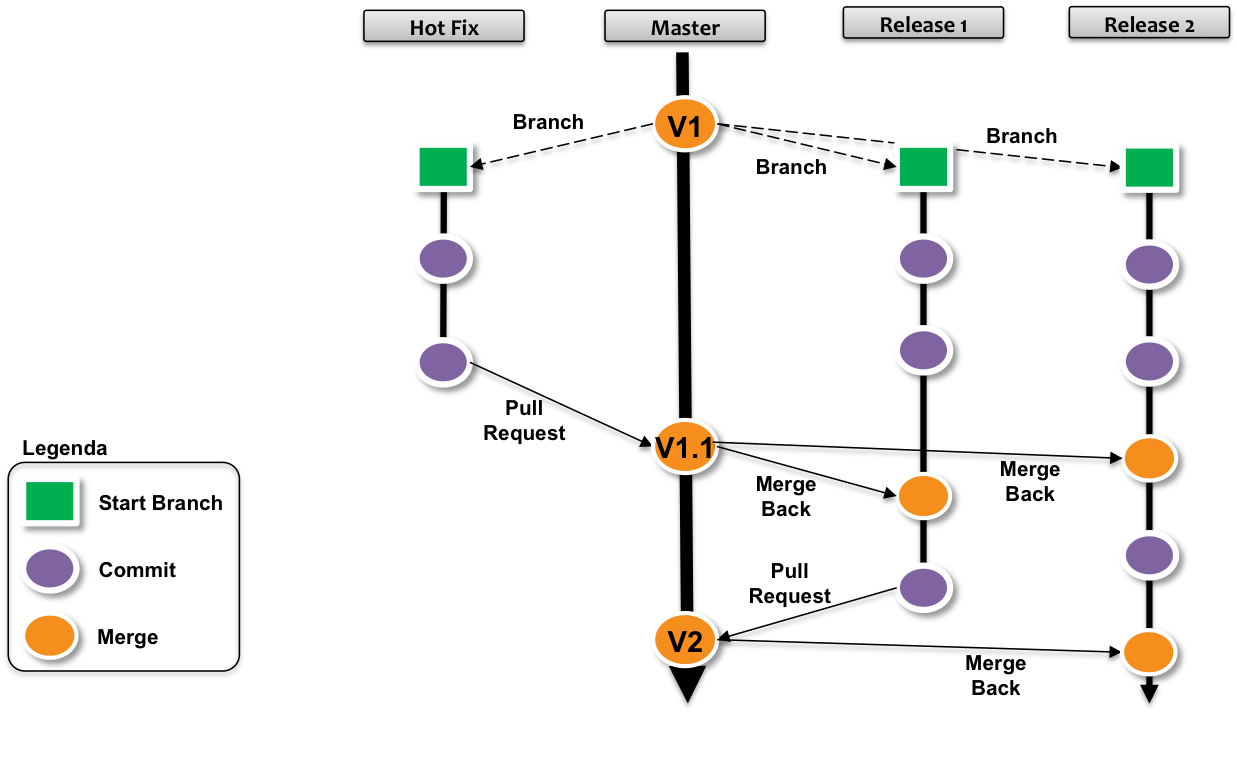 Hot Fix
Master
Release 1
Release 2
Branch
V1
Branch
Branch
Pull
Request
V1.1
Merge
Back
Merge
Back
Legenda
Start Branch
Commit
Merge
Pull
Request
V2
Merge
Back